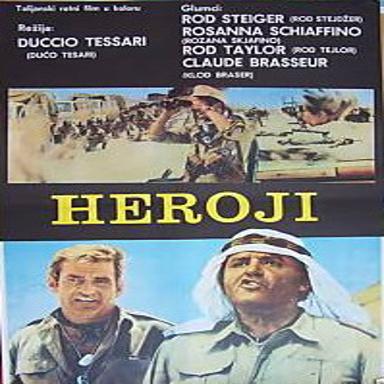 Talijanski ratni film u koloru
Režija:
DUCCIO TESSARI
(DUČO TESARI)
Glumci:
ROD STEIGER (ROD STEJDŽER)
ROSANNA SCHIAFFINO
(ROZANA SKJAFINO)
ROD TAYLOR (ROD TEJLOR)
CLAUDE BRASSEUR
(KLOD BRASER)
HEROJI